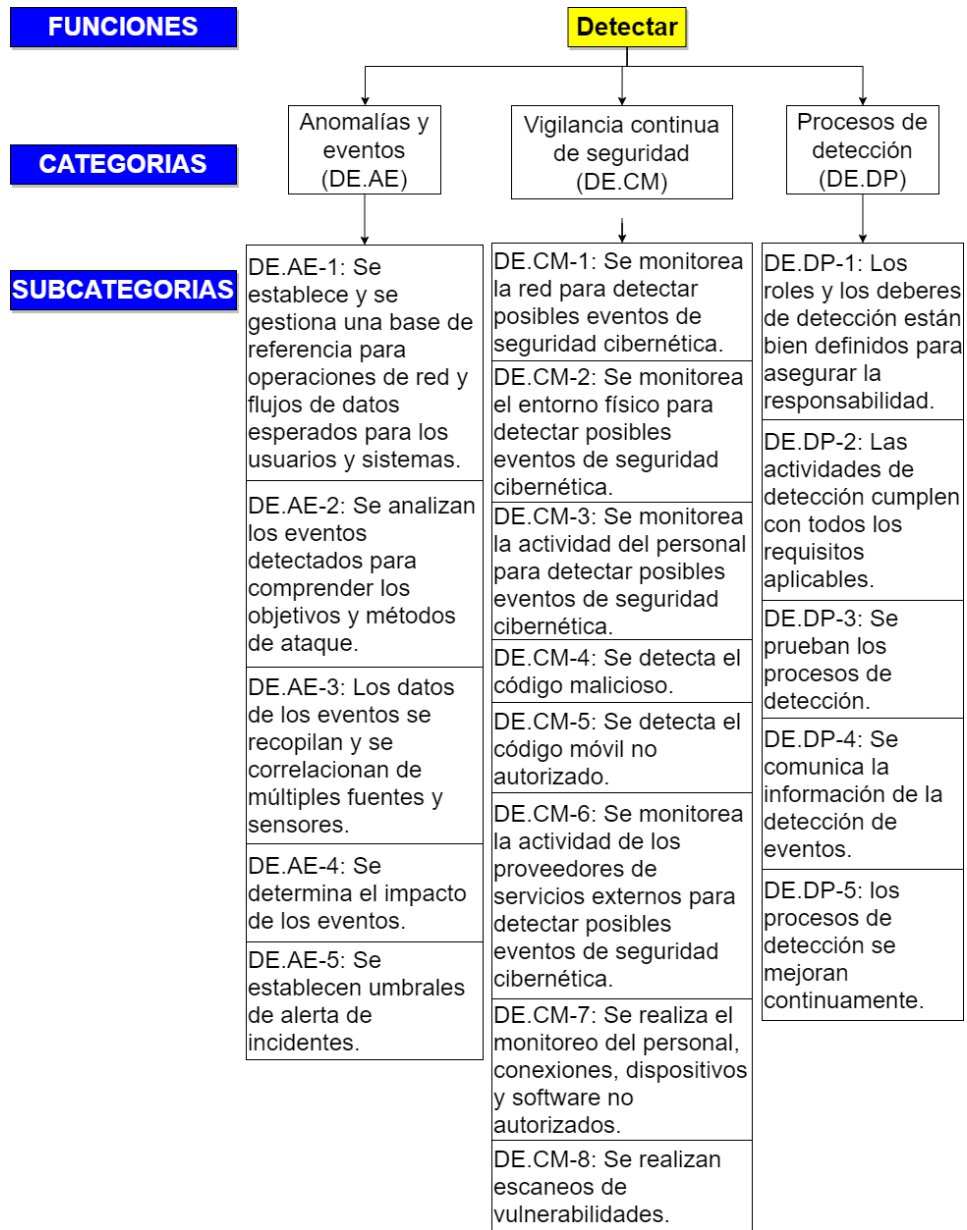 FUNCIONES
Detectar
CATEGORIAS
Anomalías y
eventos
(DE.AE)
Vigilancia continua
de seguridad
(DE.CM)
Procesos de
detección
(DE.DP)
SUBCATEGORIAS
DE.AE-1: Se
establece y se
gestiona una base de
referencia para
operaciones de red y
flujos de datos
esperados para los
usuarios y sistemas.
DE.AE-2: Se analizan
los eventos
detectados para
comprender los
objetivos y métodos
de ataque.
DE.AE-3: Los datos
de los eventos se
recopilan y se
correlacionan de
múltiples fuentes y
sensores.
DE.AE-4: Se
determina el impacto
de los eventos.
DE.AE-5: Se
establecen umbrales
de alerta de
incidentes.
DE.CM-1: Se monitorea
la red para detectar
posibles eventos de
seguridad cibernética.
DE.CM-2: Se monitorea
el entorno físico para
detectar posibles
eventos de seguridad
cibernética.
DE.CM-3: Se monitorea
la actividad del personal
para detectar posibles
eventos de seguridad
cibernética.
DE.CM-4: Se detecta el
código malicioso.
DE.CM-5: Se detecta el
código móvil no
autorizado.
DE.CM-6: Se monitorea
la actividad de los
proveedores de
servicios externos para
detectar posibles
eventos de seguridad
cibernética.
DE.CM-7: Se realiza el
monitoreo del personal,
conexiones, dispositivos
y software no
autorizados.
DE.CM-8: Se realizan
escaneos de
vulnerabilidades.
DE.DP-1: Los
roles y los deberes
de detección están
bien definidos para
asegurar la
responsabilidad.
DE.DP-2: Las
actividades de
detección cumplen
con todos los
requisitos
aplicables.
DE.DP-3: Se
prueban los
procesos de
detección.
DE.DP-4: Se
comunica la
información de la
detección de
eventos.
DE.DP-5: los
procesos de
detección se
mejoran
continuamente.